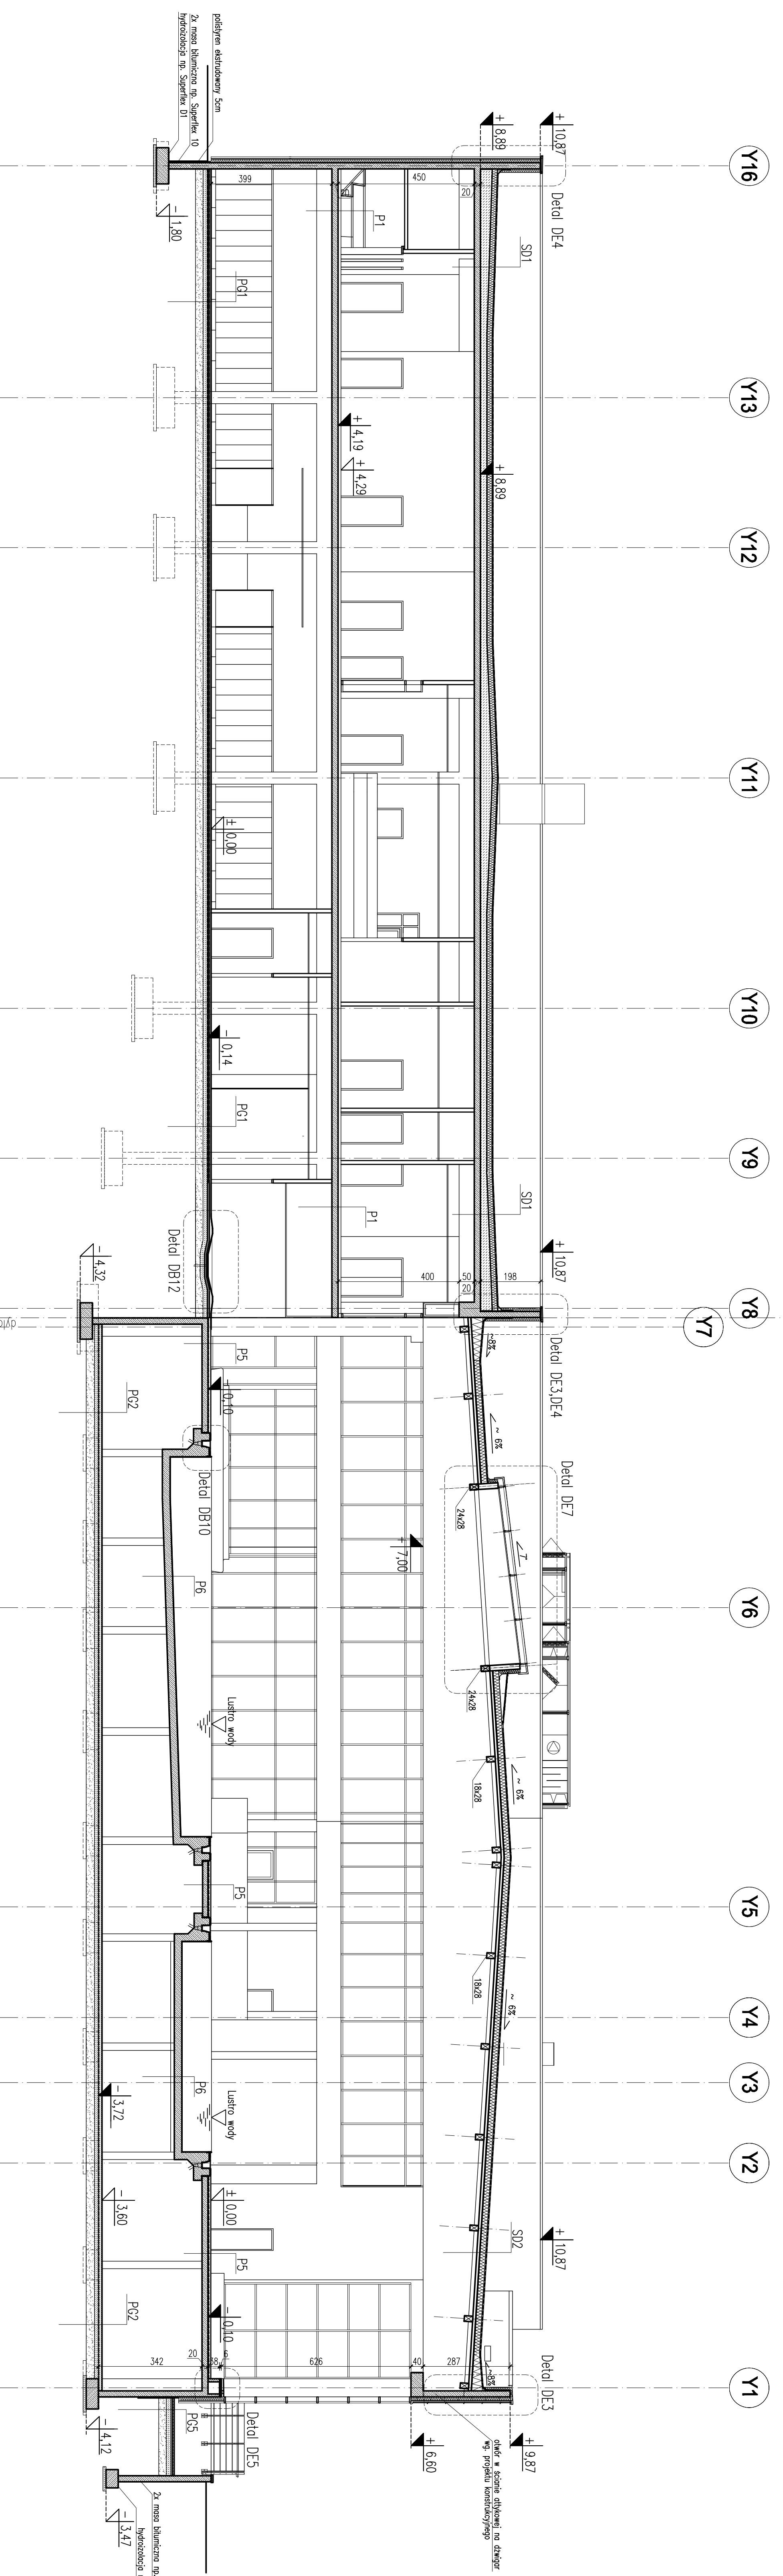 Y16
Y13
Y12
Y11
Y10
Y9
Y8
Y7
Y6
Y5
Y4
Y3
Y2
Y1
+ 10,87
+ 8,89
Detal DE4
SD1
+ 8,89
SD1
+ 10,87
Detal DE3,DE4
Detal DE7
+ 10,87
Detal DE3
+ 9,87
otwór w ścianie attykowej na dźwigar
wg. projektu konstrukcyjnego
+ 6,60
20
450
20
399
P1
+ 4,19
+ 4,29
50
20
198
400
P1
~8%
~ 6%
24x28
7°
24x28
18x28
~ 6%
18x28
~ 6%
SD2
~8%
+ 7,00
287
40
626
6
38
20
342
polistyren ekstrudowany 5cm
2x masa bitumiczna np. Superflex 10
hydroizolacja np. Superflex D1
- 1,80
PG1
± 0,00
- 0,14
PG1
Detal DB12
- 4,32
P5
- 0,10
PG2
Detal DB10
P6
Lustro wody
P5
P6
Lustro wody
- 3,72
- 3,60
± 0,00
P5
- 0,10
PG2
Detal DE5
PG5
- 4,12
- 3,47
2x masa bitumiczna np.
hydroizolacja